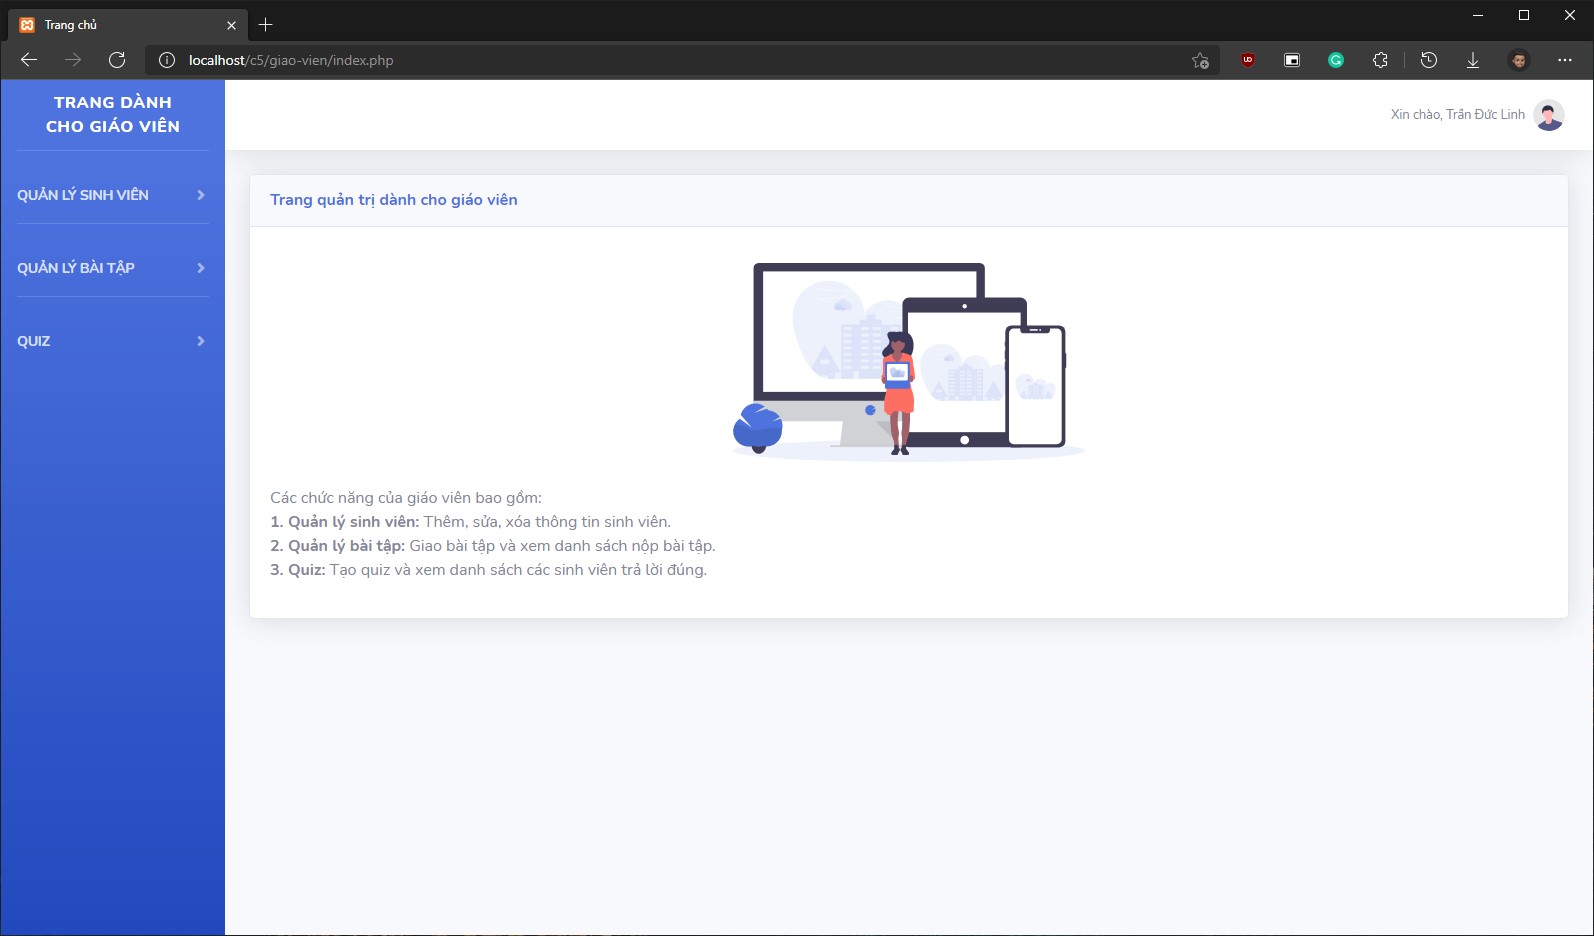 Trang chủ
localhost/c5/giao-vien/index.php
TRANG DÀNH
CHO GIÁO VIÊN
Xin chào, Trần Đức Linh
QUẢN LÝ SINH VIÊN
QUẢN LÝ BÀI TẬP
QUIZ
Trang quản trị dành cho giáo viên
Các chức năng của giáo viên bao gồm:
1. Quản lý sinh viên: Thêm, sửa, xóa thông tin sinh viên.
2. Quản lý bài tập: Giao bài tập và xem danh sách nộp bài tập.
3. Quiz: Tạo quiz và xem danh sách các sinh viên trả lời đúng.